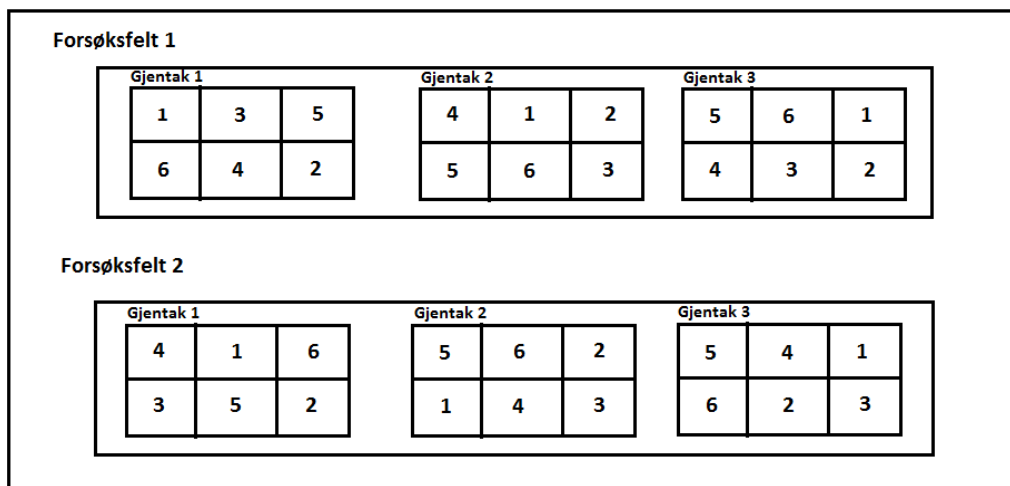 Forsøksfelt 1
Gjentak 1 Gjentak 2 Gjentak 3
1 3 5 4 1 2 5 6 1
6 4 2 5 6 3 4 3 2
Forsøksfelt 2
Gjentak 1 Gjentak 2 Gjentak 3
4 1 6 5 6 2 5 4 1
3 5 2 1 4 3 6 2 3